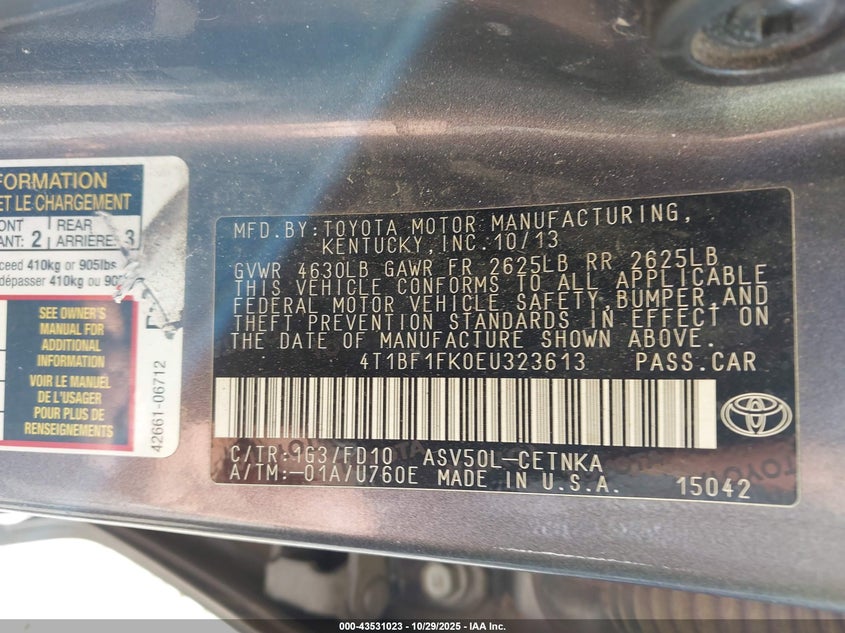 FORMATION
ET LE CHARGEMENT
REAR
ANT: 2 ARRIÈRE: 3
ceed 410kg or 905lbs
dépasser 410 kg ou
SEE OWNER'S
MANUAL FOR
ADDITIONAL
INFORMATION
VOIR LE MANUEL
DE L'USAGER
POUR PLUS DE
RENSEIGNEMENTS
42661-06712
MFD.BY:TOYOTA MOTOR MANUFACTURING,
KENTUCKY,INC.10/13
GVWR 4630LB GAWR FR 2625LB RR 2625LB
THIS VEHICLE CONFORMS TO ALL APPLICABLE
FEDERAL MOTOR VEHICLE SAFETY,BUMPER,AND
THEFT PREVENTION STANDARDS IN EFFECT ON
THE DATE OF MANUFACTURE SHOWN ABOVE.
4T1BF1FK0EU323613 PASS.CAR
C/TR:1G3/FD10 ASV50L-CETNKA
A/TM:-01A/U760E MADE IN U.S.A. 15042
TOYOTA
000-43531023 - 10/29/2025 - IAA Inc.